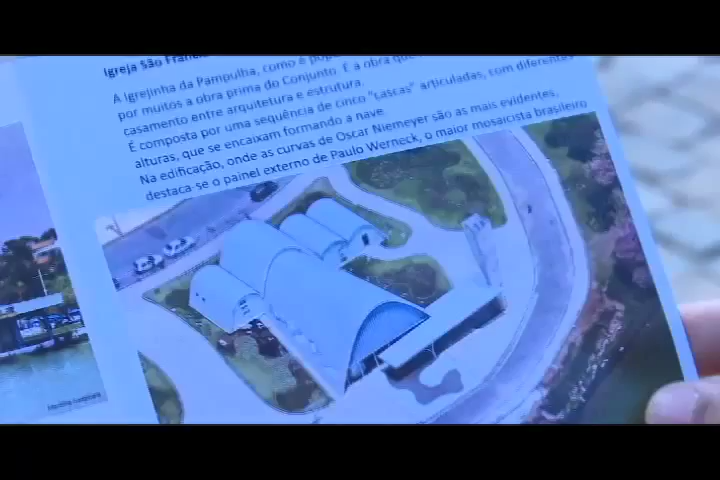 Igreja São
A Igrejinha da Pampulha, como é
por muitos a obra prima do Conjunto. É a obra que
casamento entre arquitetura e estrutura.
É composta por uma sequência de cinco "cascas" articuladas, com diferentes
alturas, que se encaixam formando a nave.
Na edificação, onde as curvas de Oscar Niemeyer são as mais evidentes,
destaca-se o painel externo de Paulo Werneck, o maior mosaicista brasileiro